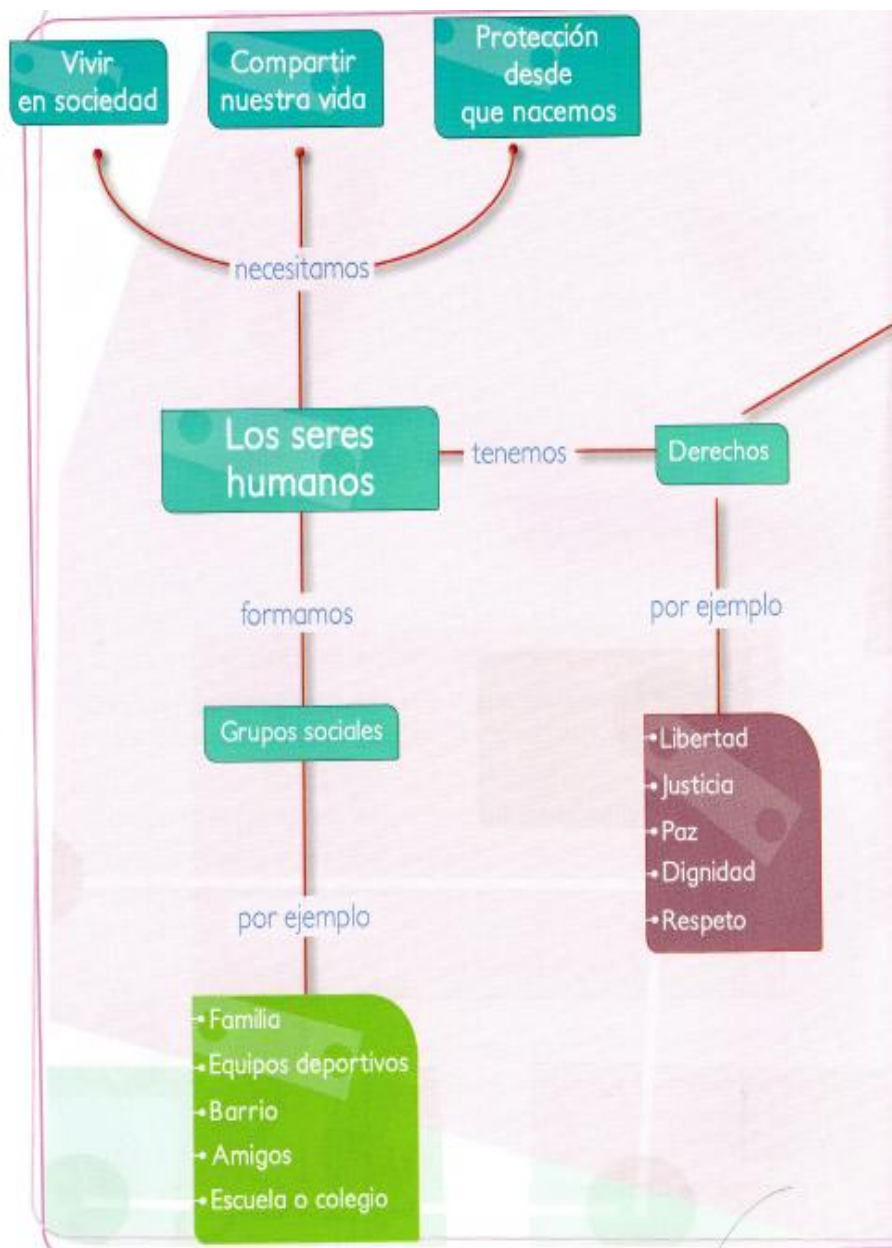 Vivir
en sociedad
Compartir
nuestra vida
Protección
desde
que nacemos
necesitamos
Los seres
humanos
tenemos
Derechos
formamos
por ejemplo
Grupos sociales
Libertad
Justicia
Paz
Dignidad
Respeto
por ejemplo
Familia
Equipos deportivos
Barrio
Amigos
Escuela o colegio